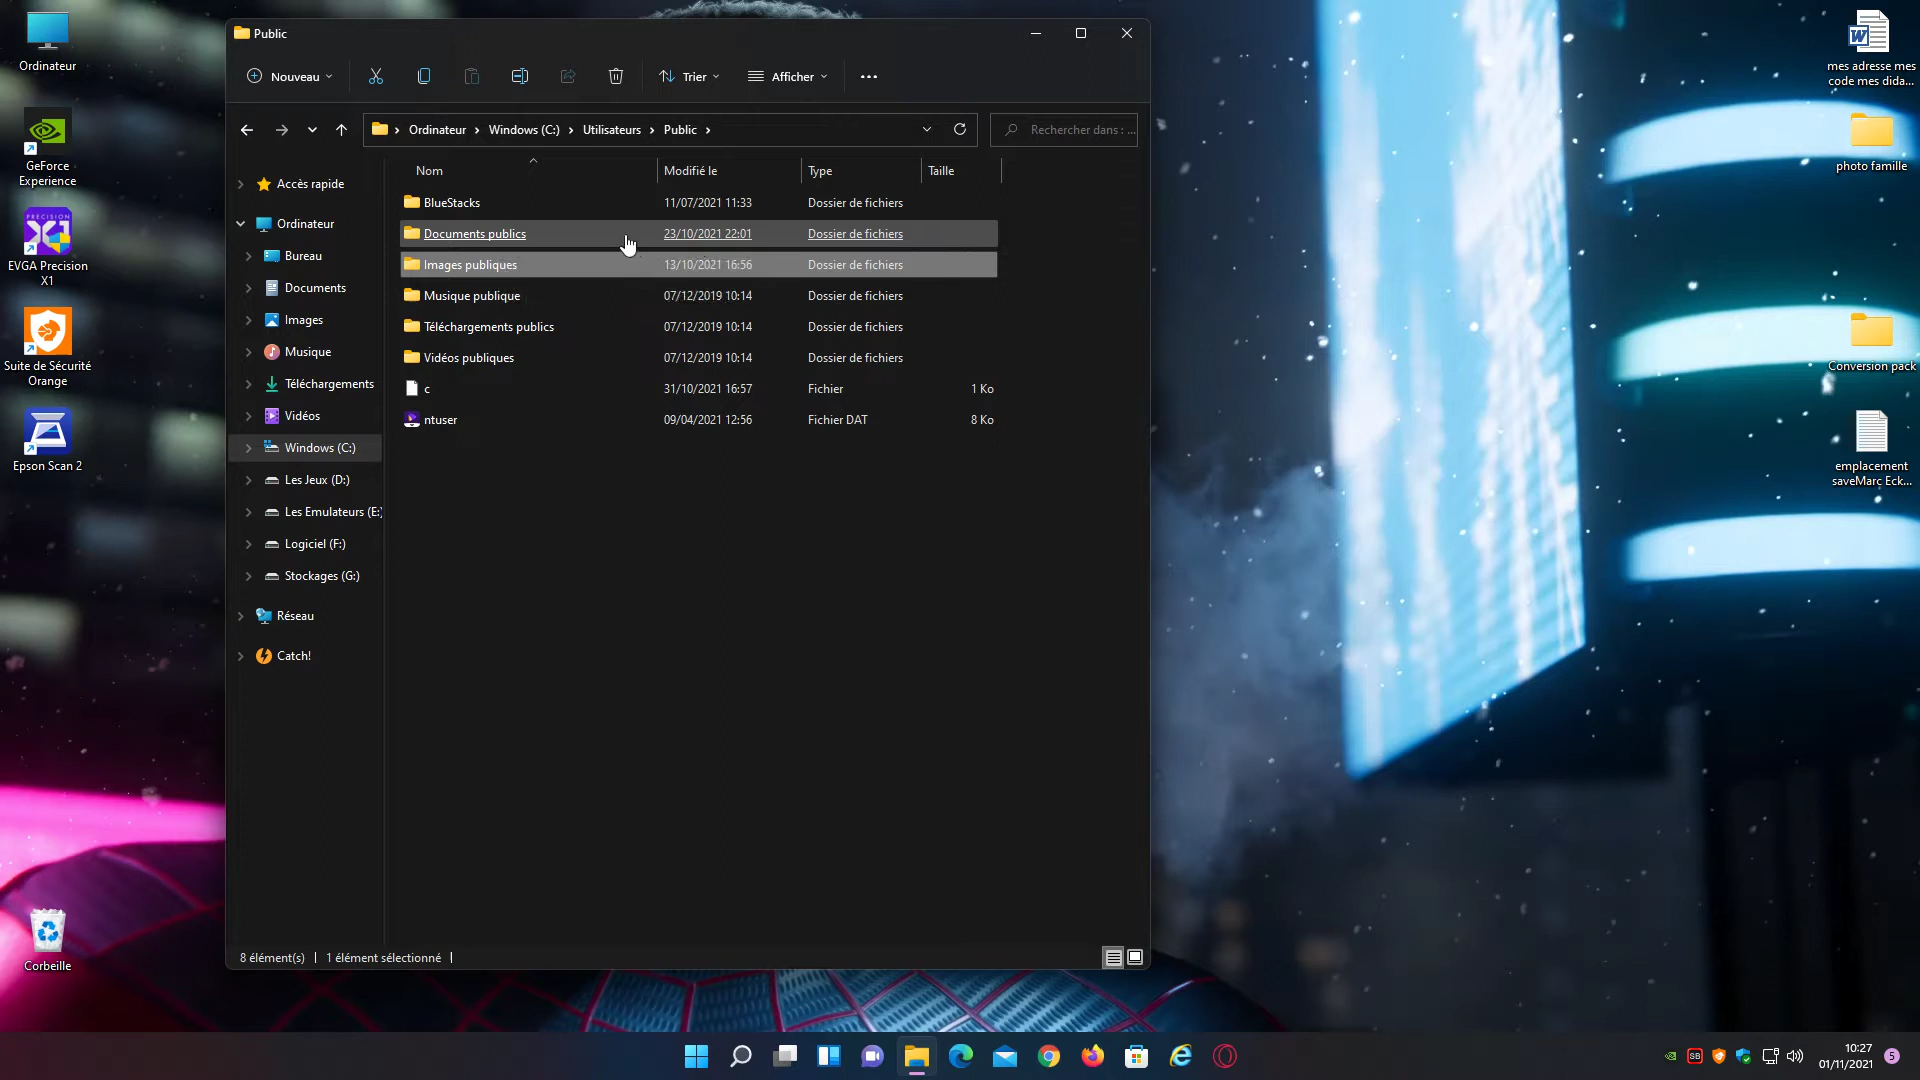 Ordinateur
GeForce
Experience
EVGA Precision
X1
Suite de Sécurité
Orange
Epson Scan 2
Corbeille
Public
Nouveau
Trier
Afficher
Ordinateur
Windows (C:)
Utilisateurs
Public
Rechercher dans : ...
Accès rapide
Ordinateur
Bureau
Documents
Images
Musique
Téléchargements
Vidéos
Windows (C:)
Les Jeux (D:)
Les Emulateurs (E:)
Logiciel (F:)
Stockages (G:)
Réseau
Catch!
Nom Modifié le Type Taille
BlueStacks 11/07/2021 11:33 Dossier de fichiers
Documents publics 23/10/2021 22:01 Dossier de fichiers
Images publiques 13/10/2021 16:56 Dossier de fichiers
Musique publique 07/12/2019 10:14 Dossier de fichiers
Téléchargements publics 07/12/2019 10:14 Dossier de fichiers
Vidéos publiques 07/12/2019 10:14 Dossier de fichiers
c 31/10/2021 16:57 Fichier 1 Ko
ntuser 09/04/2021 12:56 Fichier DAT 8 Ko
8 élément(s) 1 élément sélectionné
mes adresse mes
code mes dida...
photo famille
Conversion pack
emplacement
saveMarc Eck...
SB
10:27
01/11/2021
5